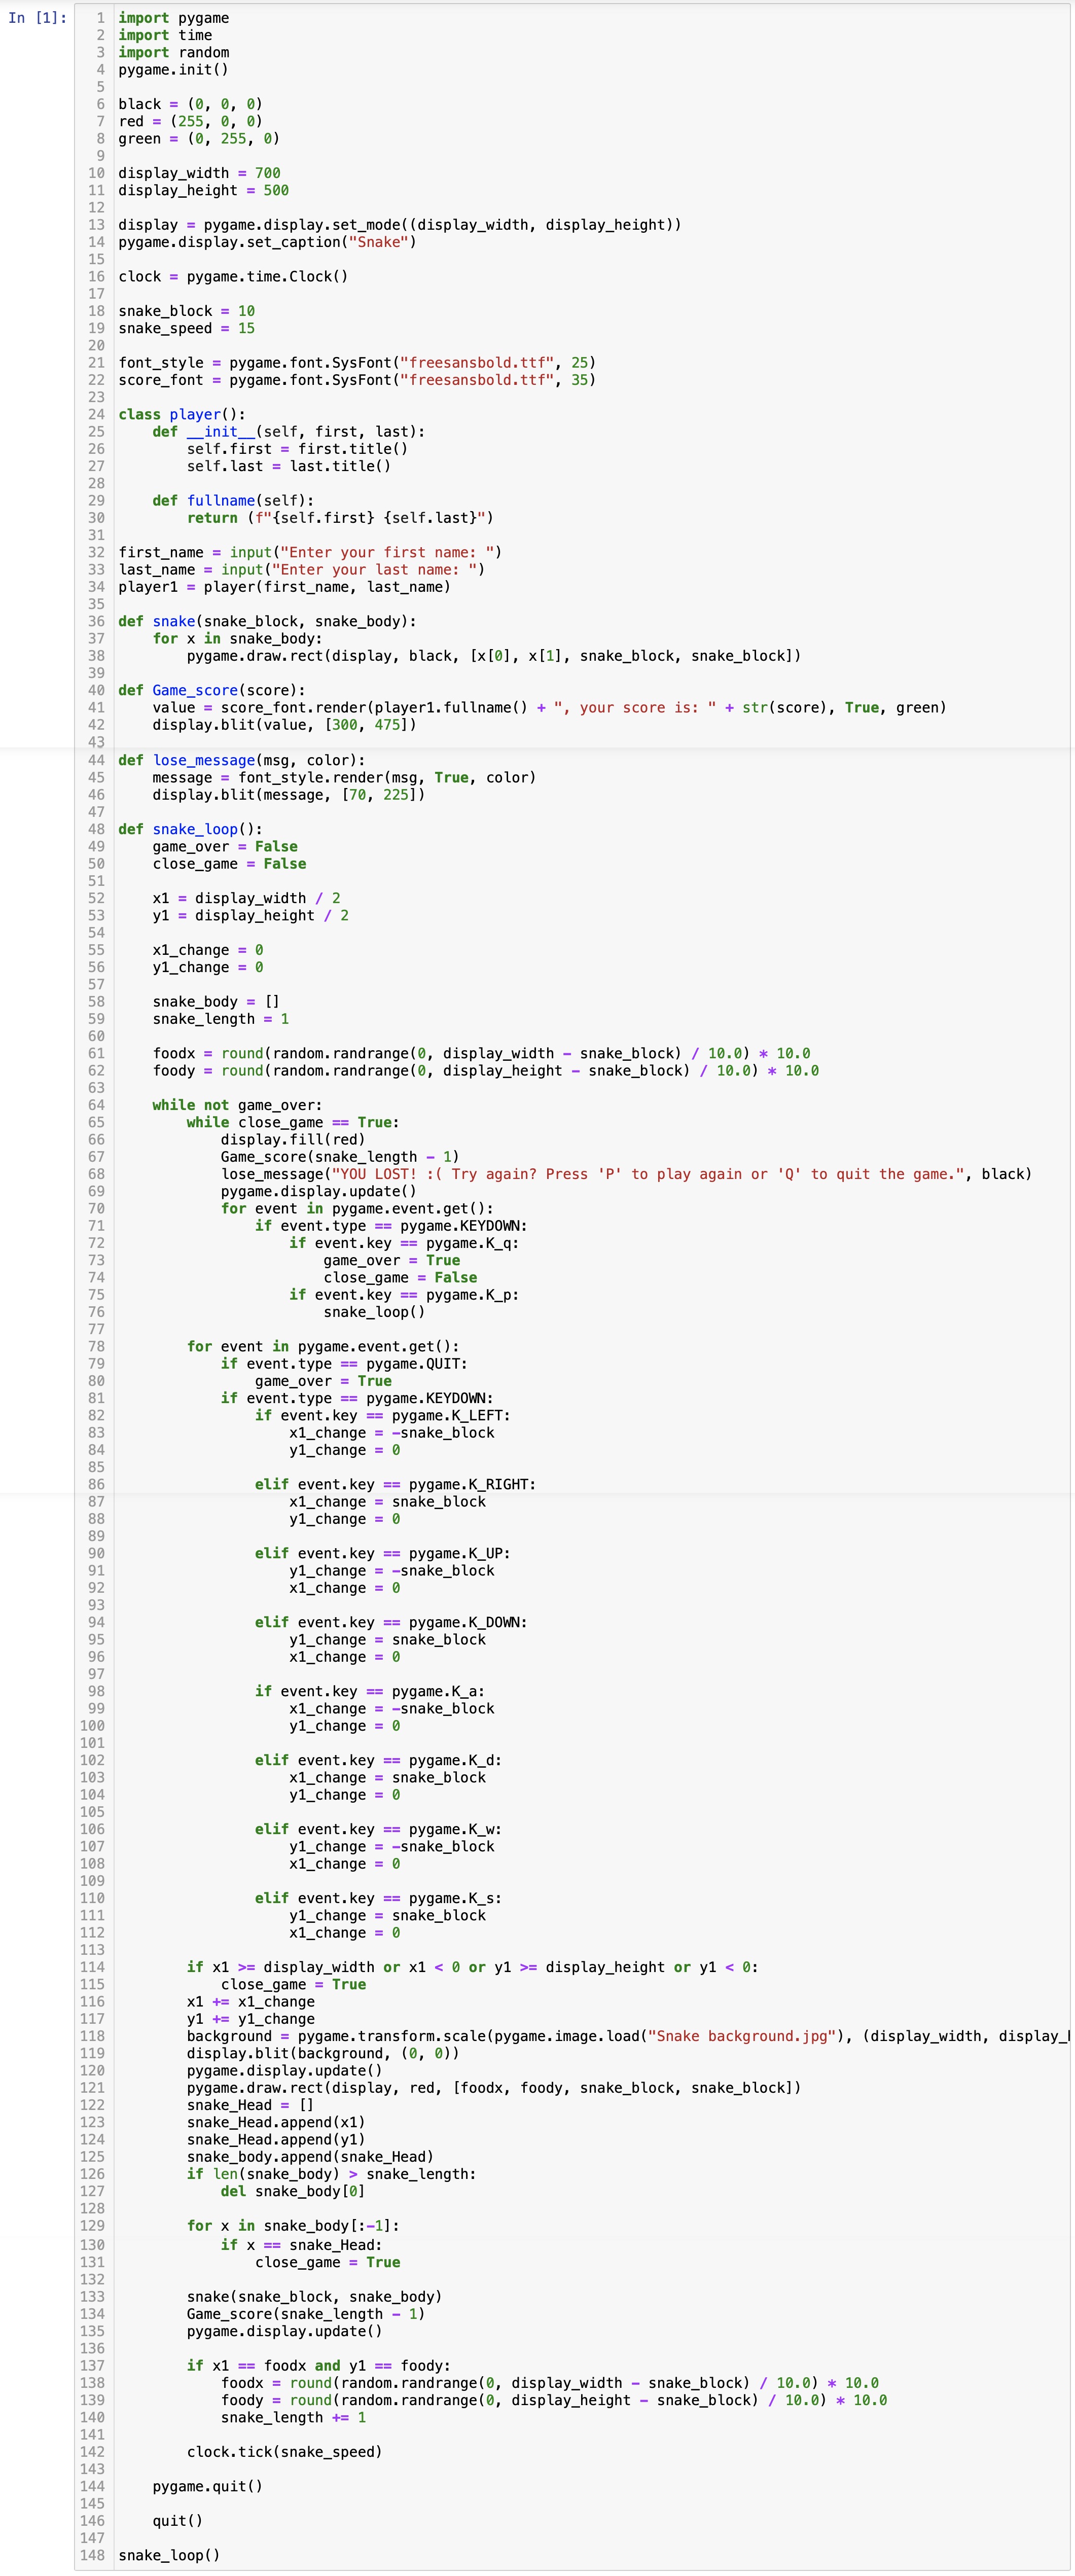 In [1]:
1 import pygame
2 import time
3 import random
4 pygame.init()
5
6 black = (0, 0, 0)
7 red = (255, 0, 0)
8 green = (0, 255, 0)
9
10 display_width = 700
11 display_height = 500
12
13 display = pygame.display.set_mode((display_width, display_height))
14 pygame.display.set_caption("Snake")
15
16 clock = pygame.time.Clock()
17
18 snake_block = 10
19 snake_speed = 15
20
21 font_style = pygame.font.SysFont("freesansbold.ttf", 25)
22 score_font = pygame.font.SysFont("freesansbold.ttf", 35)
23
24 class player():
25     def __init__(self, first, last):
26         self.first = first.title()
27         self.last = last.title()
28
29     def fullname(self):
30         return (f"{self.first} {self.last}")
31
32 first_name = input("Enter your first name: ")
33 last_name = input("Enter your last name: ")
34 player1 = player(first_name, last_name)
35
36 def snake(snake_block, snake_body):
37     for x in snake_body:
38         pygame.draw.rect(display, black, [x[0], x[1], snake_block, snake_block])
39
40 def Game_score(score):
41     value = score_font.render(player1.fullname() + ", your score is: " + str(score), True, green)
42     display.blit(value, [300, 475])
43
44 def lose_message(msg, color):
45     message = font_style.render(msg, True, color)
46     display.blit(message, [70, 225])
47
48 def snake_loop():
49     game_over = False
50     close_game = False
51
52     x1 = display_width / 2
53     y1 = display_height / 2
54
55     x1_change = 0
56     y1_change = 0
57
58     snake_body = []
59     snake_length = 1
60
61     foodx = round(random.randrange(0, display_width - snake_block) / 10.0) * 10.0
62     foody = round(random.randrange(0, display_height - snake_block) / 10.0) * 10.0
63
64     while not game_over:
65         while close_game == True:
66             display.fill(red)
67             Game_score(snake_length - 1)
68             lose_message("YOU LOST! :( Try again? Press 'P' to play again or 'Q' to quit the game.", black)
69             pygame.display.update()
70             for event in pygame.event.get():
71                 if event.type == pygame.KEYDOWN:
72                     if event.key == pygame.K_q:
73                         game_over = True
74                         close_game = False
75                     if event.key == pygame.K_p:
76                         snake_loop()
77
78         for event in pygame.event.get():
79             if event.type == pygame.QUIT:
80                 game_over = True
81             if event.type == pygame.KEYDOWN:
82                 if event.key == pygame.K_LEFT:
83                     x1_change = -snake_block
84                     y1_change = 0
85
86                 elif event.key == pygame.K_RIGHT:
87                     x1_change = snake_block
88                     y1_change = 0
89
90                 elif event.key == pygame.K_UP:
91                     y1_change = -snake_block
92                     x1_change = 0
93
94                 elif event.key == pygame.K_DOWN:
95                     y1_change = snake_block
96                     x1_change = 0
97
98                 if event.key == pygame.K_a:
99                     x1_change = -snake_block
100                     y1_change = 0
101
102                 elif event.key == pygame.K_d:
103                     x1_change = snake_block
104                     y1_change = 0
105
106                 elif event.key == pygame.K_w:
107                     y1_change = -snake_block
108                     x1_change = 0
109
110                 elif event.key == pygame.K_s:
111                     y1_change = snake_block
112                     x1_change = 0
113
114         if x1 >= display_width or x1 < 0 or y1 >= display_height or y1 < 0:
115             close_game = True
116         x1 += x1_change
117         y1 += y1_change
118         background = pygame.transform.scale(pygame.image.load("Snake background.jpg"), (display_width,
119         display.blit(background, (0, 0))
120         pygame.display.update()
121         pygame.draw.rect(display, red, [foodx, foody, snake_block, snake_block])
122         snake_Head = []
123         snake_Head.append(x1)
124         snake_Head.append(y1)
125         snake_body.append(snake_Head)
126         if len(snake_body) > snake_length:
127             del snake_body[0]
128
129         for x in snake_body[:-1]:
130             if x == snake_Head:
131                 close_game = True
132
133         snake(snake_block, snake_body)
134         Game_score(snake_length - 1)
135         pygame.display.update()
136
137         if x1 == foodx and y1 == foody:
138             foodx = round(random.randrange(0, display_width - snake_block) / 10.0) * 10.0
139             foody = round(random.randrange(0, display_height - snake_block) / 10.0) * 10.0
140             snake_length += 1
141
142         clock.tick(snake_speed)
143
144     pygame.quit()
145
146     quit()
147
148 snake_loop()